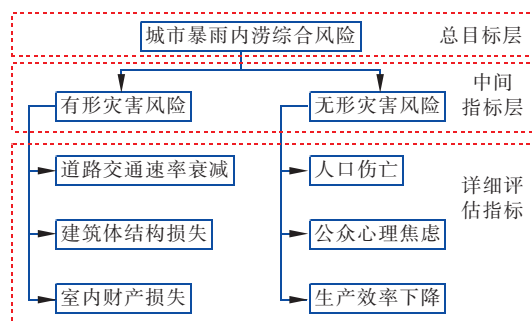 城市暴雨内涝综合风险
总目标层
中间
指标层
有形灾害风险
无形灾害风险
道路交通速率衰减
人口伤亡
详细评
估指标
建筑体结构损失
公众心理焦虑
室内财产损失
生产效率下降